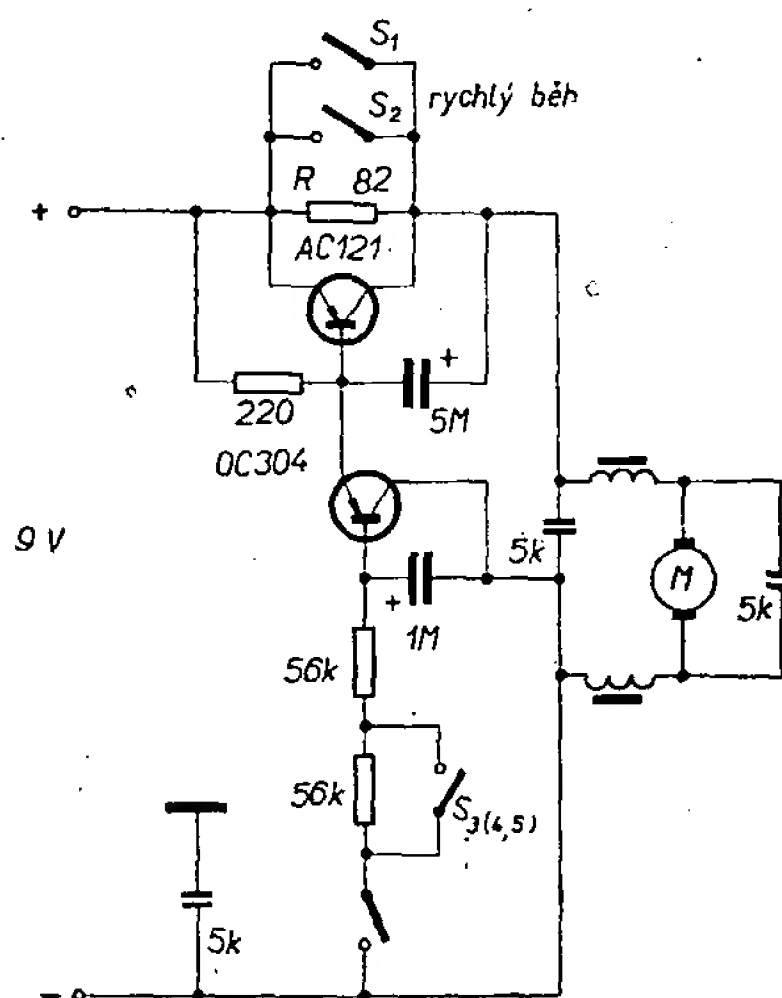 S1
S2
rychlý běh
R 82
+
AC121
+
220
5M
OC304
9 V
5k
M
5k
+
1M
56k
56k
S3(4,5)
5k
-